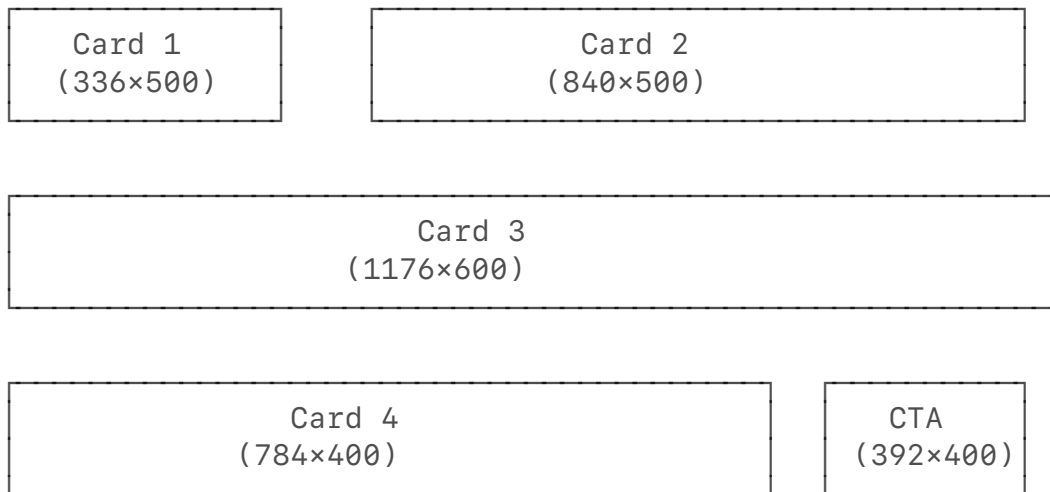 Card 1
(336×500)
Card 2
(840×500)
Card 3
(1176×600)
Card 4
(784×400)
CTA
(392×400)